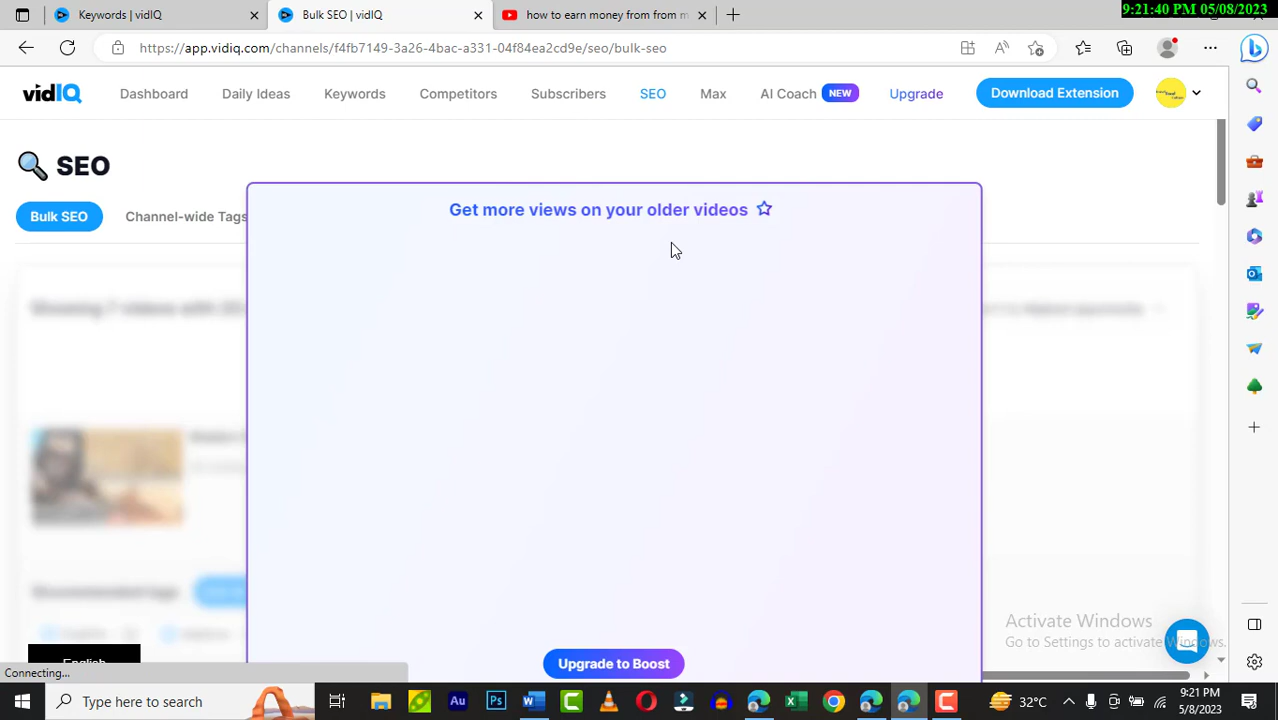 9:21:40 PM 05/08/2023
Keywords | vidIQ
Bulk SEO | vidIQ
how to earn money from from m
https://app.vidiq.com/channels/f4fb7149-3a26-4bac-a331-04f84ea2cd9e/seo/bulk-seo
vidIQ
Dashboard
Daily Ideas
Keywords
Competitors
Subscribers
SEO
Max
AI Coach NEW
Upgrade
Download Extension
SEO
Bulk SEO
Channel-wide Tags
Get more views on your older videos
Upgrade to Boost
Activate Windows
Go to Settings to activate Windows.
English
Connecting...
Type here to search
Au
Ps
32°C
9:21 PM
5/8/2023